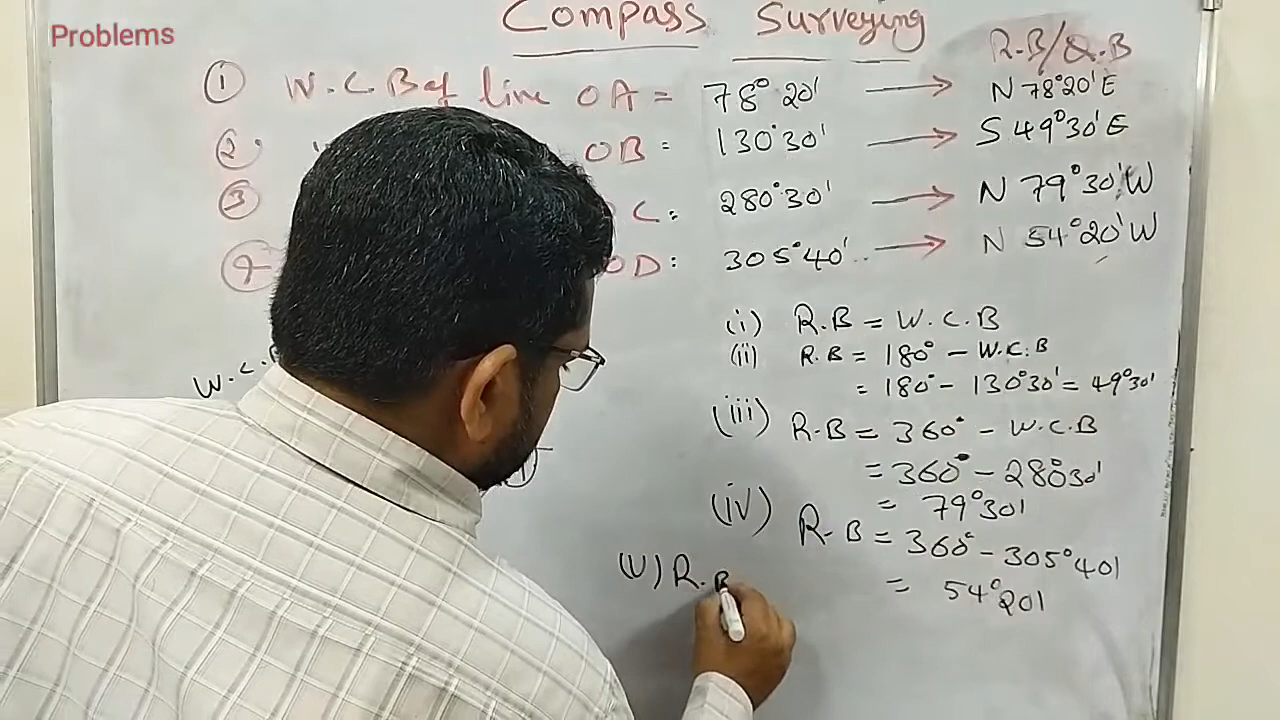 Problems
Compass Surveying
R.B/Q.B
① W.C.B of line OA = 78° 20' → N 78°20'E
② OB = 130°30' → S 49°30'E
③ C = 280°30' → N 79°30'W
④ OD = 305°40' → N 54°20'W
(i) R.B = W.C.B
(ii) R.B = 180° - W.C.B
= 180° - 130°30' = 49°30'
(iii) R.B = 360° - W.C.B
= 360° - 280°30'
= 79°30'
(iv) R.B = 360° - 305°40'
= 54°20'
(v) R.B
W.C.
①